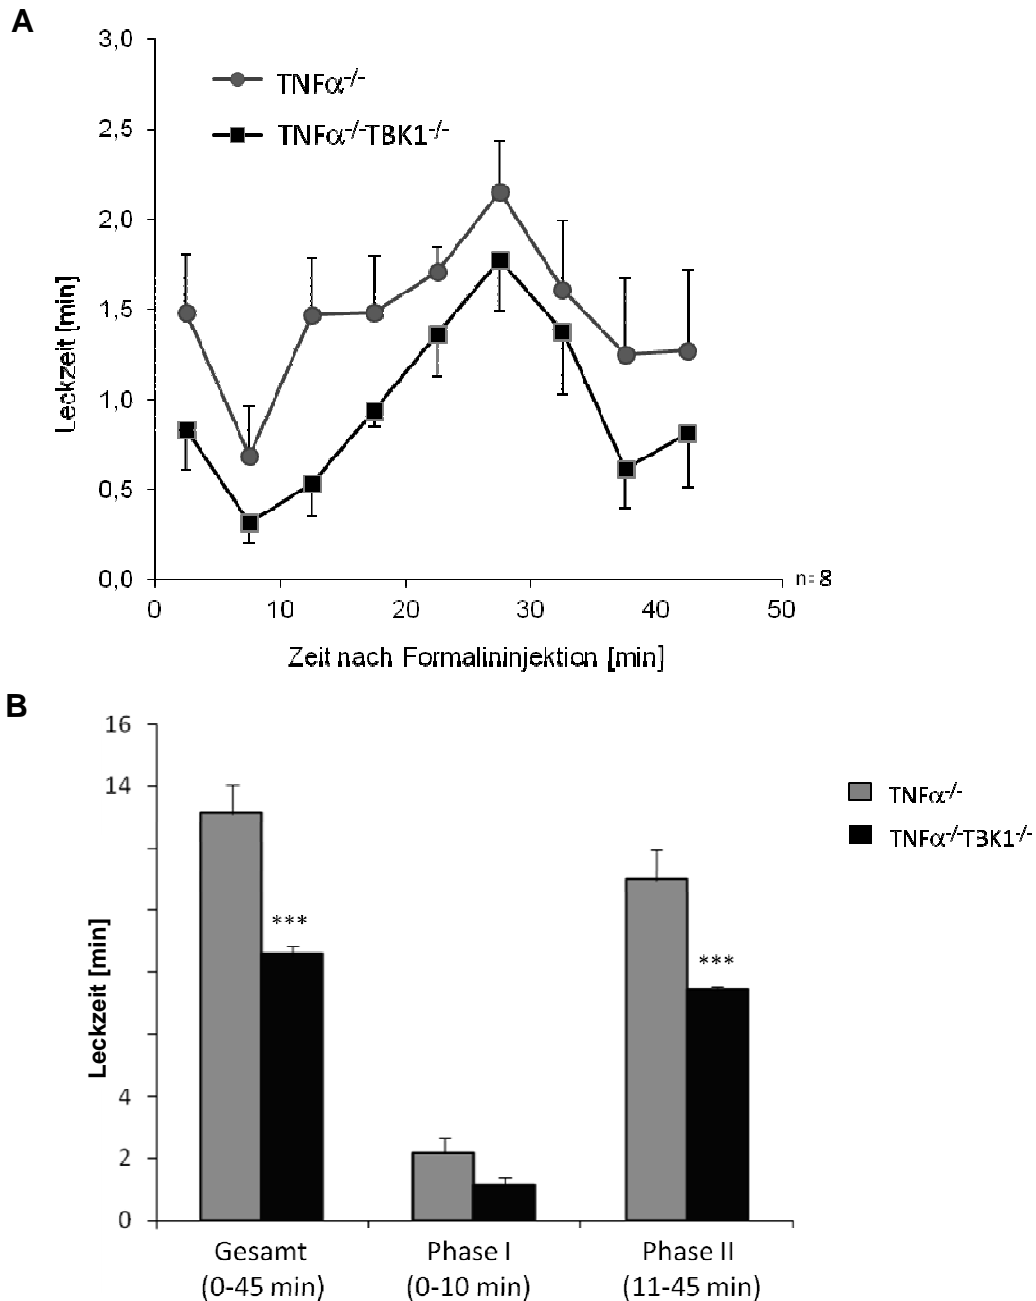 A
3,0
TNFα-/-
TNFα-/-TBK1-/-
2,5
2,0
1,5
1,0
0,5
0,0
Leckzeit [min]
n= 8
0 10 20 30 40 50
Zeit nach Formalininjektion [min]
B
16
14
4
2
0
Leckzeit [min]
***
***
TNFα-/-
TNFα-/-TBK1-/-
Gesamt Phase I Phase II
(0-45 min) (0-10 min) (11-45 min)